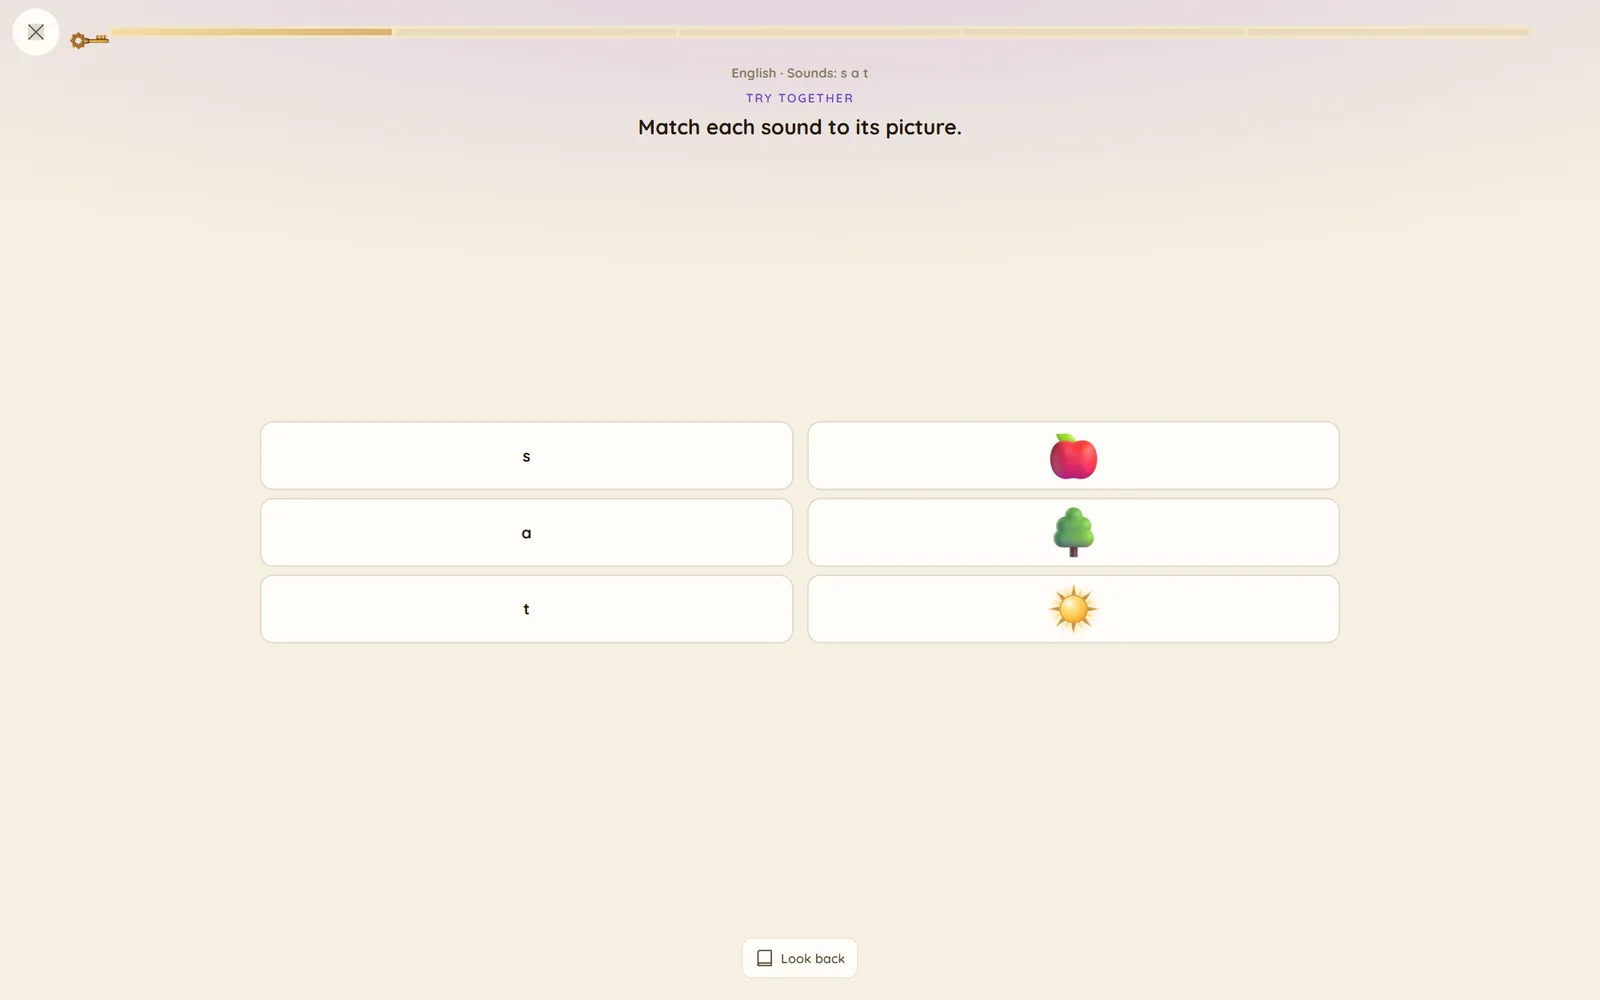 English · Sounds: s a t
TRY TOGETHER
Match each sound to its picture.
s
a
t
Look back